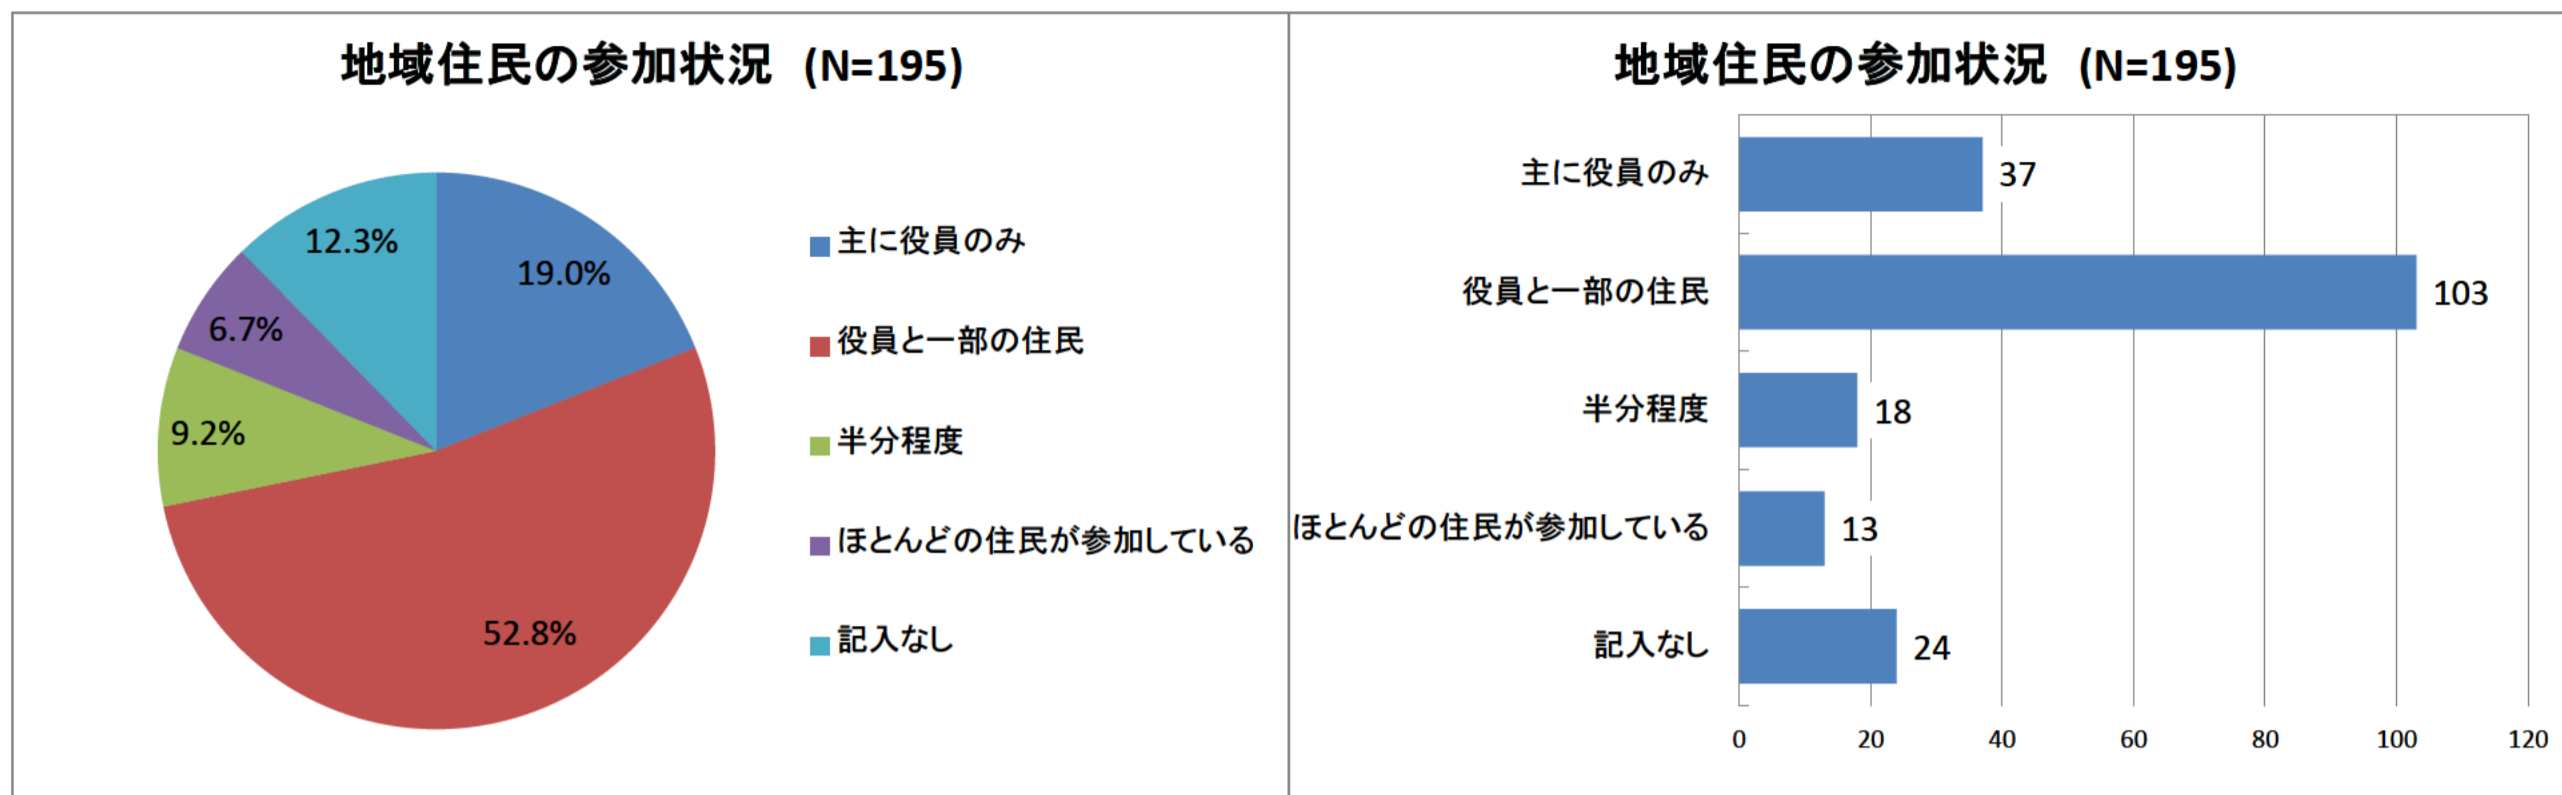 地域住民の参加状況 (N=195)
12.3%
19.0%
6.7%
9.2%
52.8%
主に役員のみ
役員と一部の住民
半分程度
ほとんどの住民が参加している
記入なし
地域住民の参加状況 (N=195)
主に役員のみ 37
役員と一部の住民 103
半分程度 18
ほとんどの住民が参加している 13
記入なし 24
0 20 40 60 80 100 120